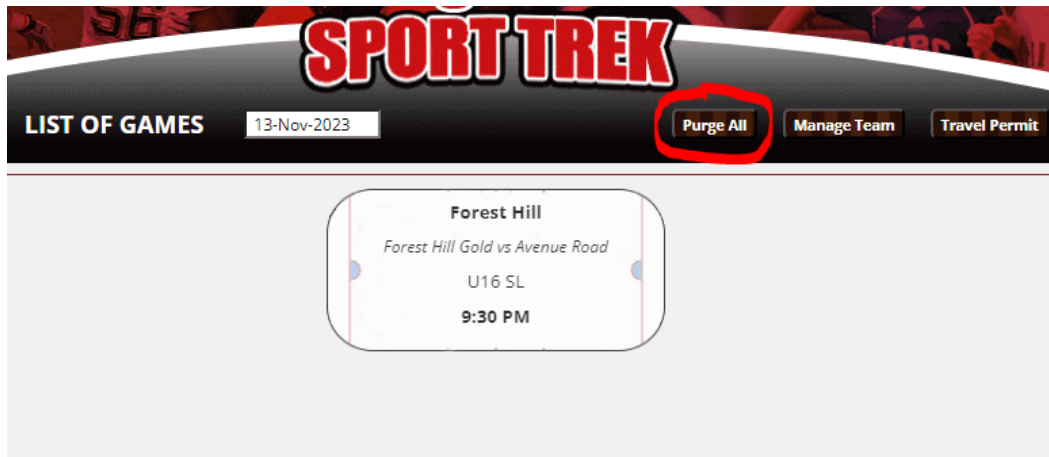 SPORT TREK
LIST OF GAMES 13-Nov-2023 Purge All Manage Team Travel Permit
Forest Hill
Forest Hill Gold vs Avenue Road
U16 SL
9:30 PM